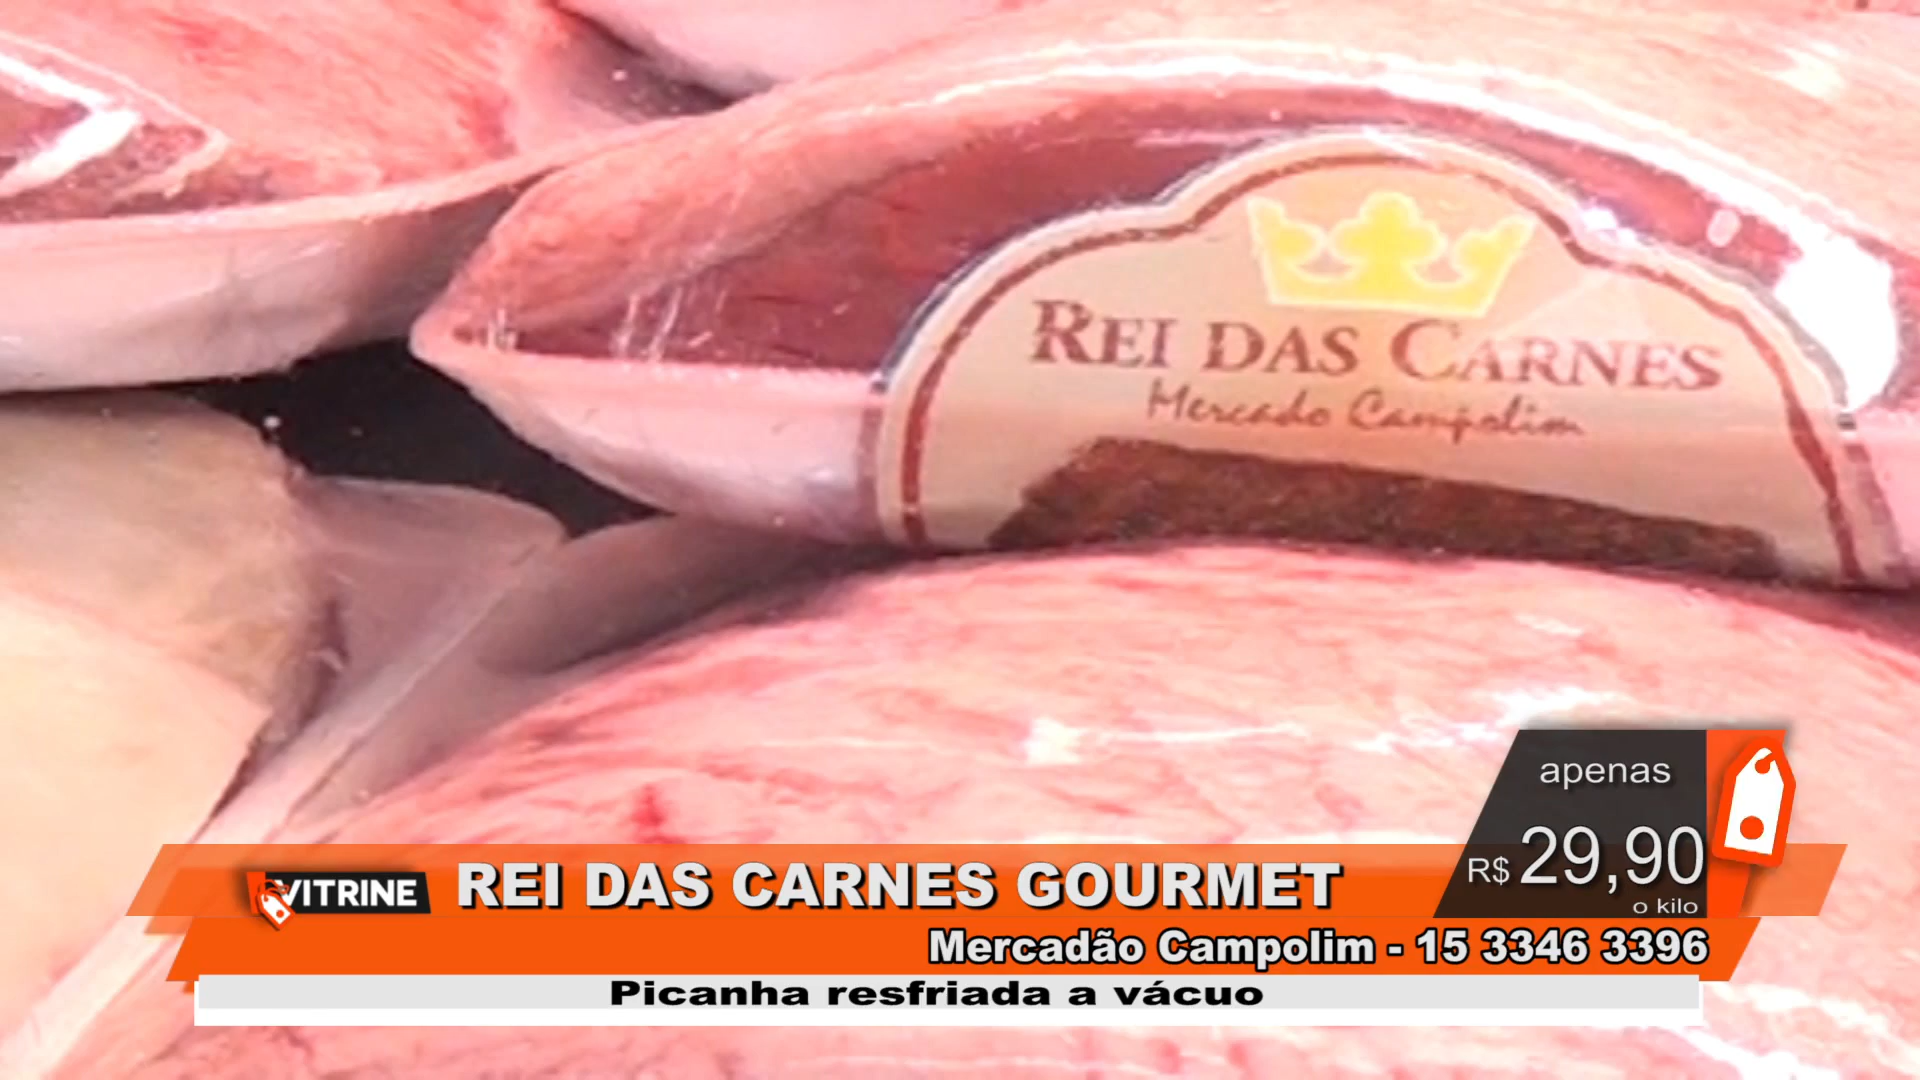 REI DAS CARNES
Mercado Campolim
apenas
R$ 29,90
o kilo
VITRINE
REI DAS CARNES GOURMET
Mercadão Campolim - 15 3346 3396
Picanha resfriada a vácuo